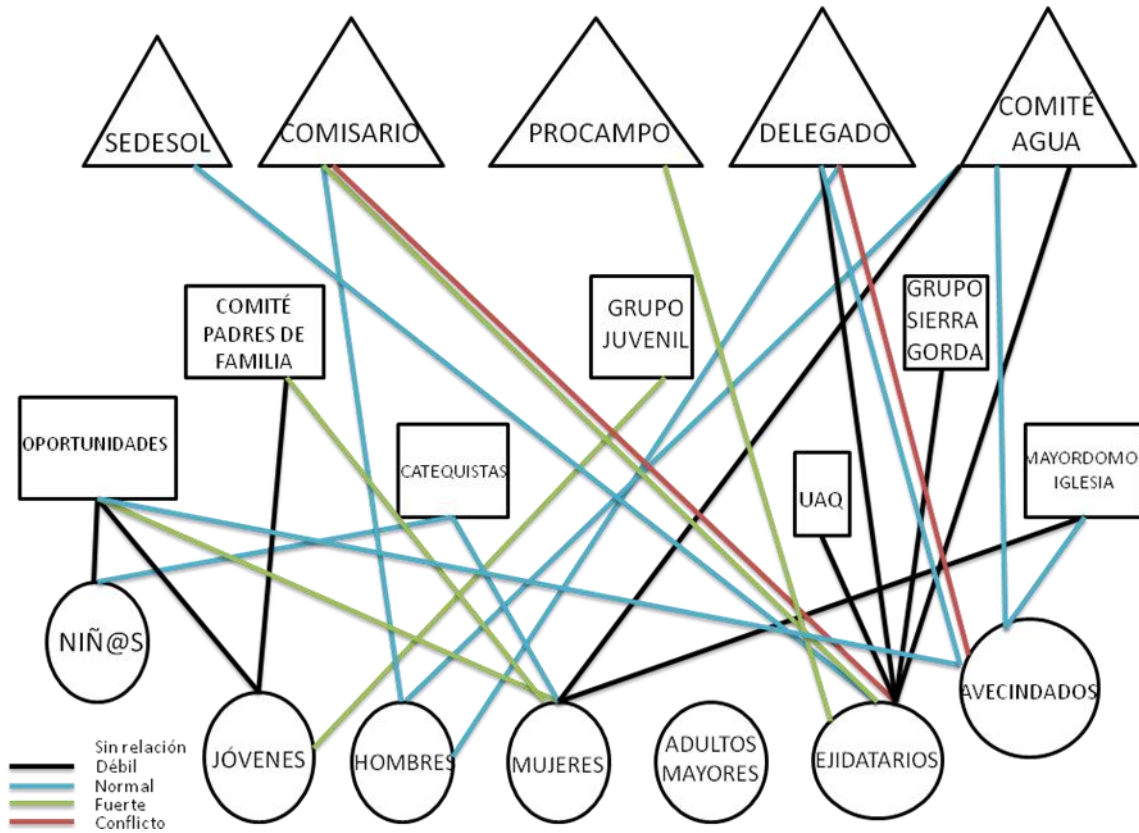 SEDESOL
COMISARIO
PROCAMPO
DELEGADO
COMITÉ
AGUA
COMITÉ
PADRES DE
FAMILIA
GRUPO
JUVENIL
GRUPO
SIERRA
GORDA
OPORTUNIDADES
CATEQUISTAS
UAQ
MAYORDOMO
IGLESIA
NIÑ@S
JÓVENES
HOMBRES
MUJERES
ADULTOS
MAYORES
EJIDATARIOS
AVECINDADOS
Sin relación
Débil
Normal
Fuerte
Conflicto